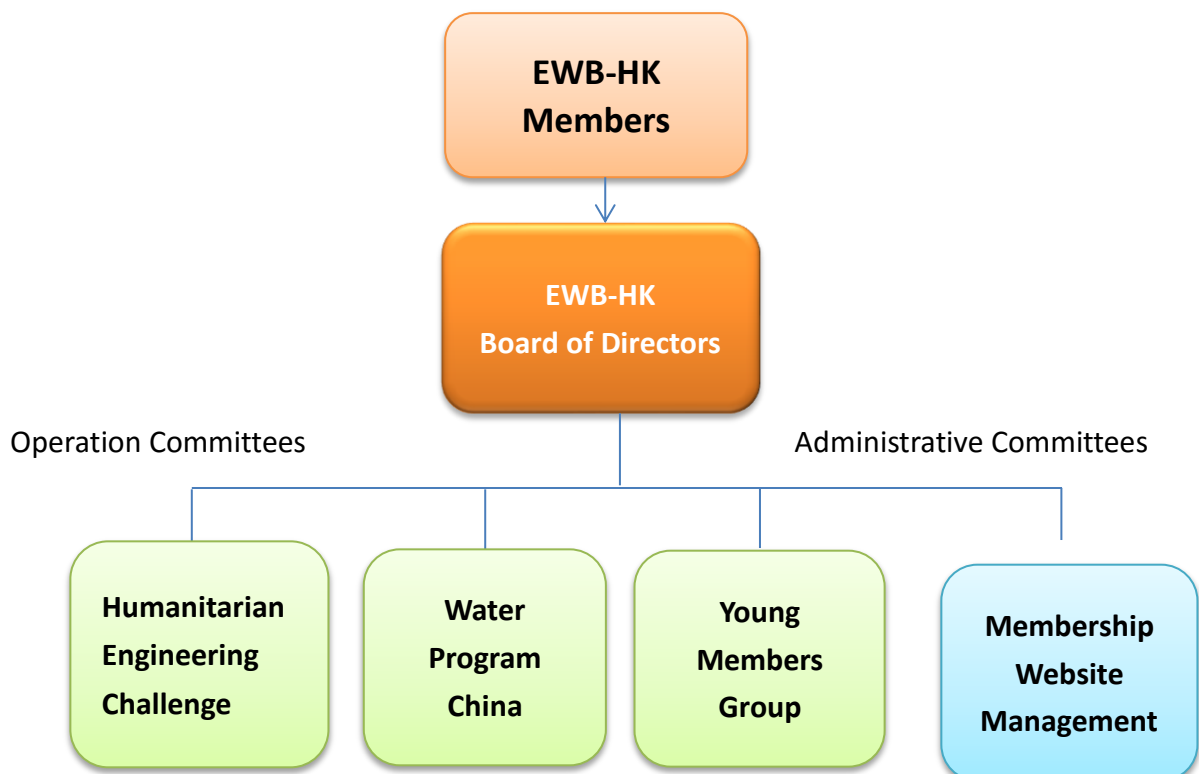 EWB-HK
Members
EWB-HK
Board of Directors
Operation Committees
Administrative Committees
Humanitarian
Engineering
Challenge
Water
Program
China
Young
Members
Group
Membership
Website
Management